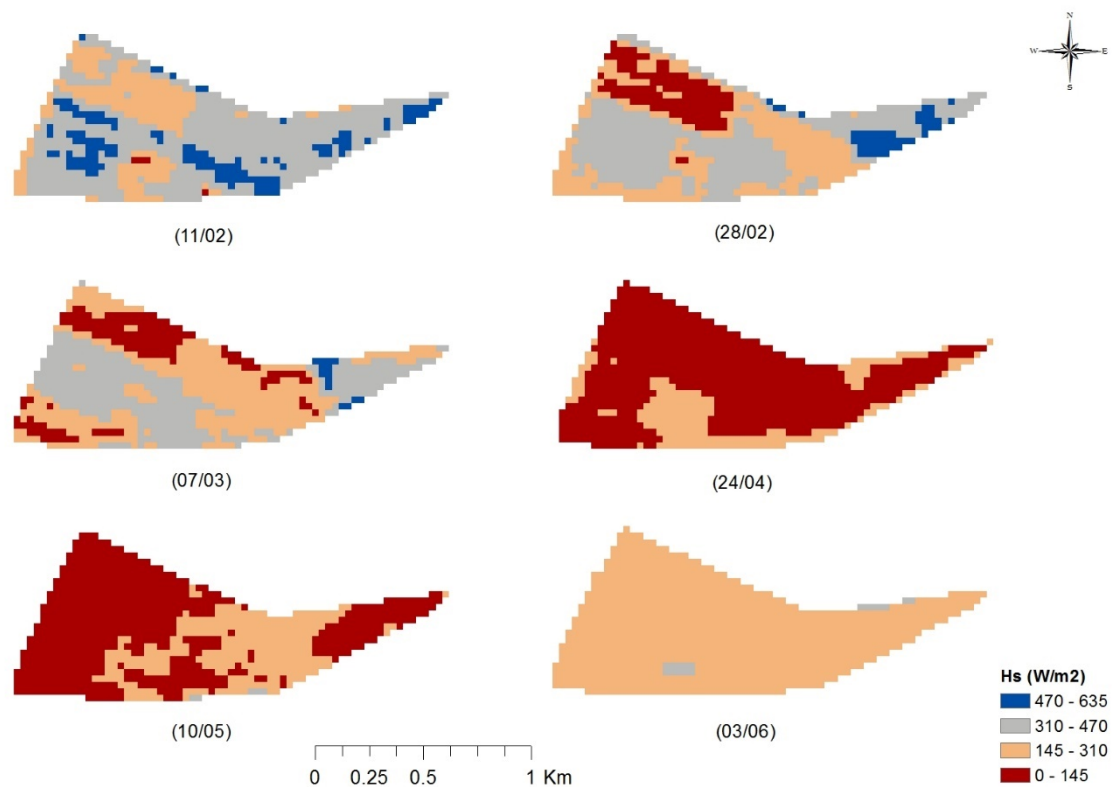 N
W E
S
(11/02)
(28/02)
(07/03)
(24/04)
(10/05)
(03/06)
0 0.25 0.5 1 Km
Hs (W/m2)
470 - 635
310 - 470
145 - 310
0 - 145